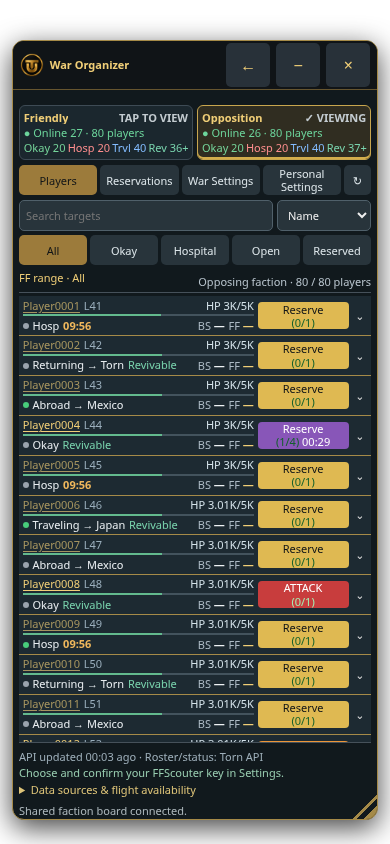 War Organizer ← – ×
Friendly TAP TO VIEW
● Online 27 · 80 players
Okay 20 Hosp 20 Trvl 40 Rev 36+
Opposition ✓ VIEWING
● Online 26 · 80 players
Okay 20 Hosp 20 Trvl 40 Rev 37+
Players Reservations War Settings Personal Settings ↻
Search targets Name
All Okay Hospital Open Reserved
FF range · All Opposing faction · 80 / 80 players
Player0001 L41 HP 3K/5K Reserve
Hosp 09:56 BS — FF — (0/1)
Player0002 L42 HP 3K/5K Reserve
Returning → Torn Revivable BS — FF — (0/1)
Player0003 L43 HP 3K/5K Reserve
Abroad → Mexico BS — FF — (0/1)
Player0004 L44 HP 3K/5K Reserve
Okay Revivable BS — FF — (1/4) 00:29
Player0005 L45 HP 3K/5K Reserve
Hosp 09:56 BS — FF — (0/1)
Player0006 L46 HP 3.01K/5K Reserve
Traveling → Japan Revivable BS — FF — (0/1)
Player0007 L47 HP 3.01K/5K Reserve
Abroad → Mexico BS — FF — (0/1)
Player0008 L48 HP 3.01K/5K ATTACK
Okay Revivable BS — FF — (0/1)
Player0009 L49 HP 3.01K/5K Reserve
Hosp 09:56 BS — FF — (0/1)
Player0010 L50 HP 3.01K/5K Reserve
Returning → Torn Revivable BS — FF — (0/1)
Player0011 L51 HP 3.01K/5K Reserve
Abroad → Mexico BS — FF — (0/1)
API updated 00:03 ago · Roster/status: Torn API
Choose and confirm your FFScouter key in Settings.
▶ Data sources & flight availability
Shared faction board connected.